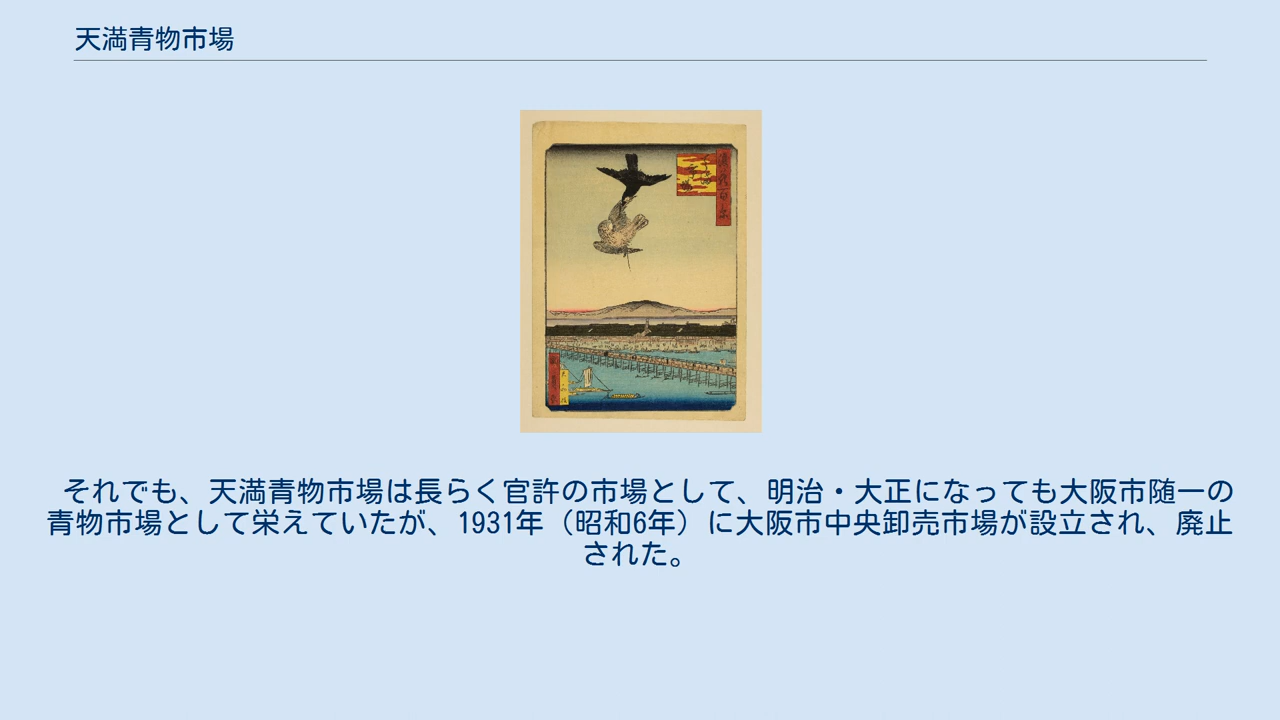 天満青物市場
それでも、天満青物市場は長らく官許の市場として、明治・大正になっても大阪市随一の
青物市場として栄えていたが、1931年（昭和6年）に大阪市中央卸売市場が設立され、廃止
された。